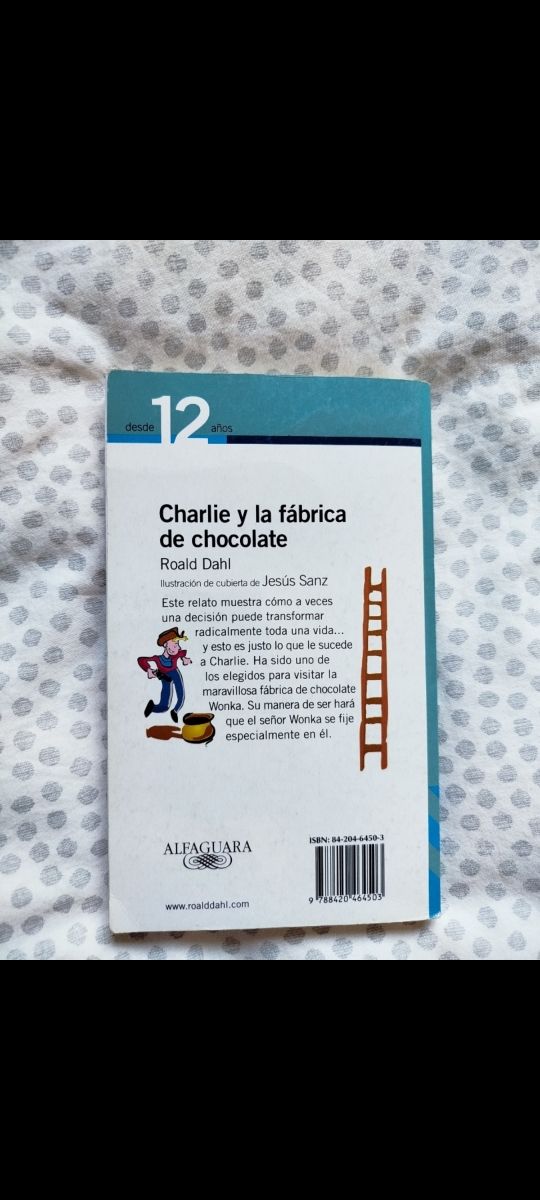 desde 12 años
Charlie y la fábrica
de chocolate
Roald Dahl
Ilustración de cubierta de Jesús Sanz
Este relato muestra cómo a veces
una decisión puede transformar
radicalmente toda una vida...
y esto es justo lo que le sucede
a Charlie. Ha sido uno de
los elegidos para visitar la
maravillosa fábrica de chocolate
Wonka. Su manera de ser hará
que el señor Wonka se fije
especialmente en él.
ALFAGUARA
www.roalddahl.com
ISBN: 84-204-6450-3
9 788420 464503